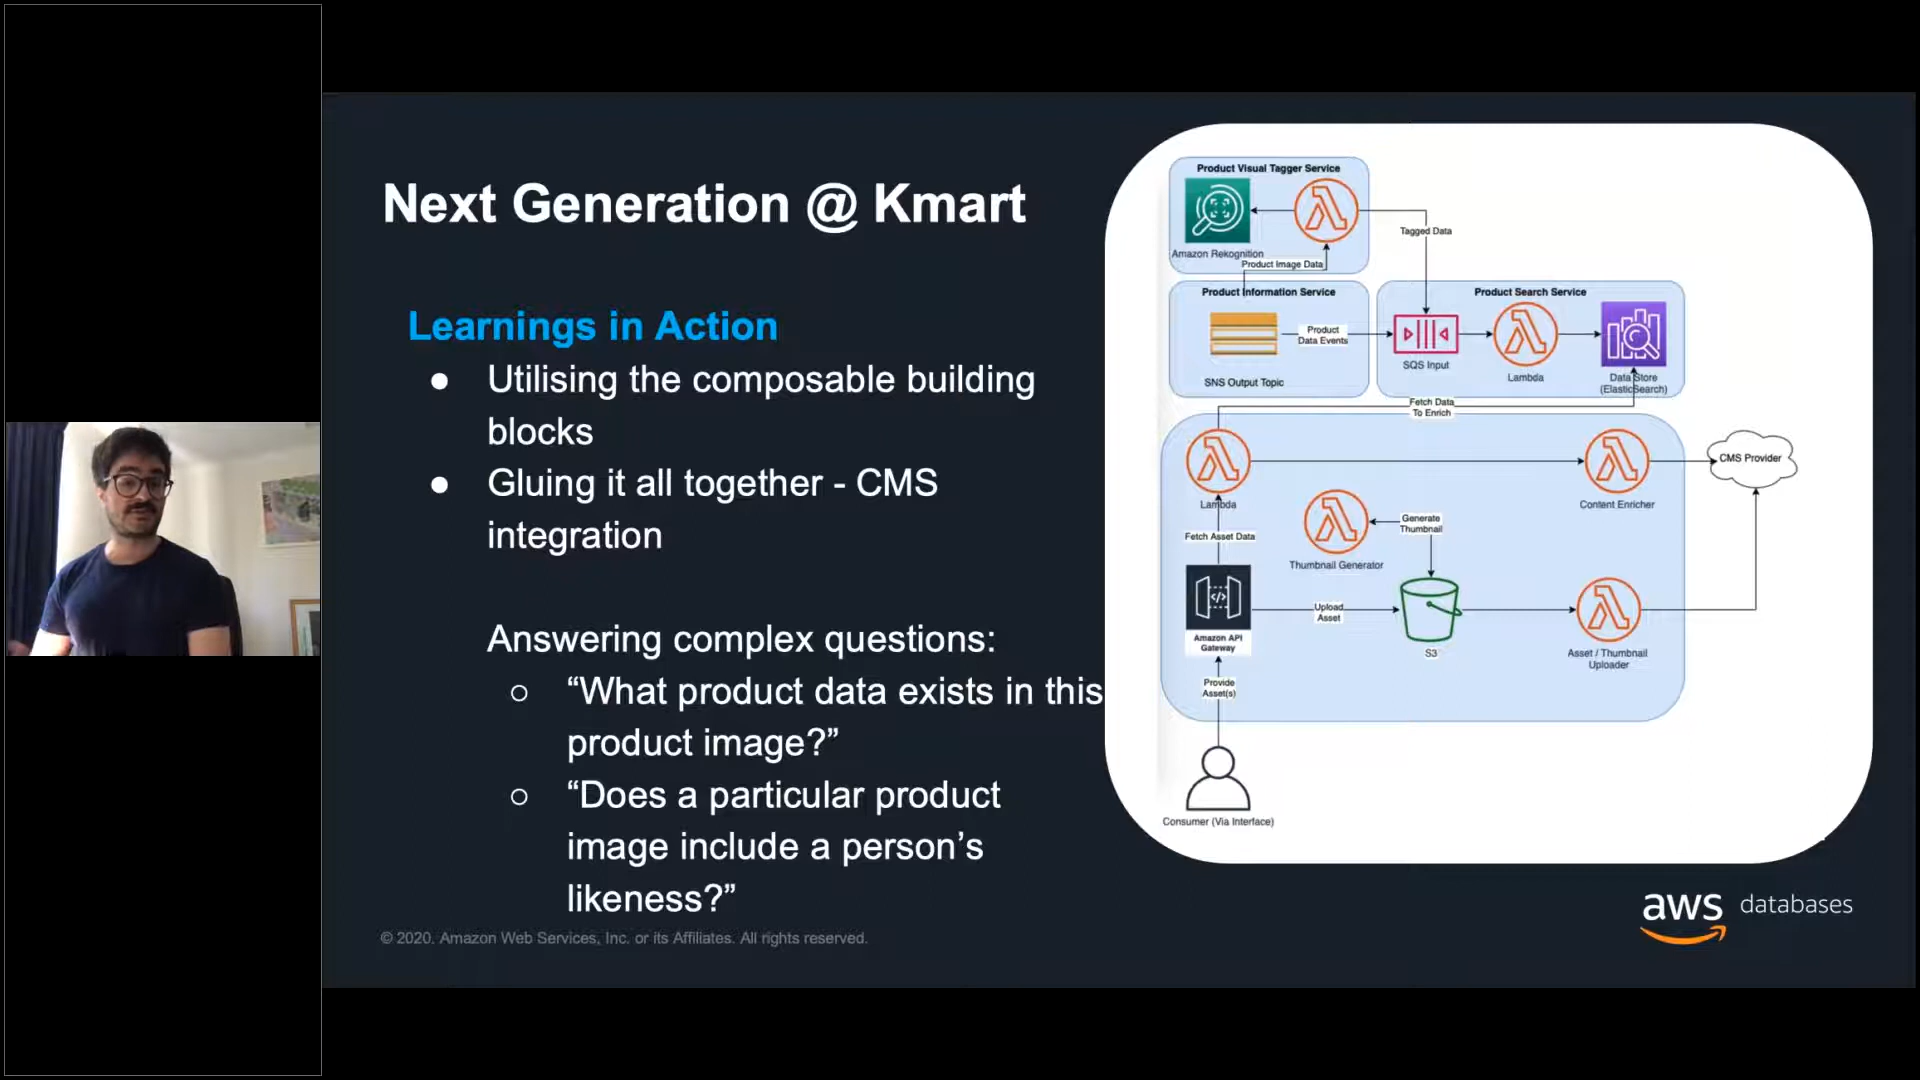 Next Generation @ Kmart
Learnings in Action
● Utilising the composable building
blocks
● Gluing it all together - CMS
integration
Answering complex questions:
○ “What product data exists in this
product image?”
○ “Does a particular product
image include a person’s
likeness?”
© 2020. Amazon Web Services, Inc. or its Affiliates. All rights reserved.
Product Visual Tagger Service
Amazon Rekognition
Product Image Data
Tagged Data
Product Information Service
SNS Output Topic
Product
Data Events
Product Search Service
SQS Input
Lambda
Data Store
(ElasticSearch)
Fetch Data
To Enrich
Lambda
Content Enricher
CMS Provider
Fetch Asset Data
Generate
Thumbnail
Thumbnail Generator
Amazon API
Gateway
Upload
Asset
S3
Asset / Thumbnail
Uploader
Provide
Asset(s)
Consumer (Via Interface)
aws databases